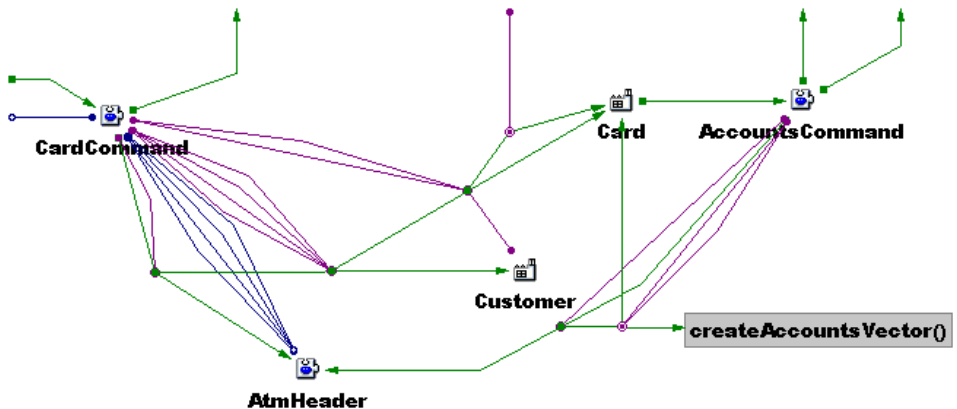 CardCommand
Card
AccountsCommand
Customer
createAccountsVector()
AtmHeader